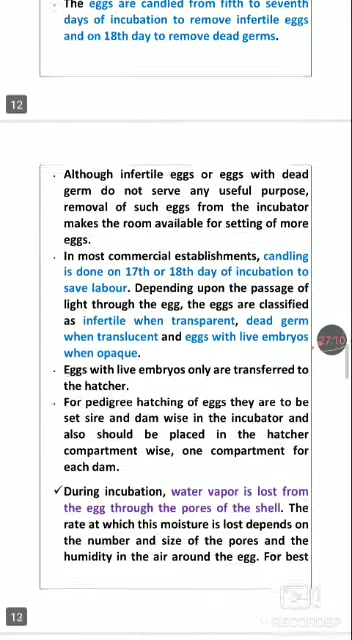 The eggs are candled from fifth to seventh
days of incubation to remove infertile eggs
and on 18th day to remove dead germs.
12
Although infertile eggs or eggs with dead
germ do not serve any useful purpose,
removal of such eggs from the incubator
makes the room available for setting of more
eggs.
In most commercial establishments, candling
is done on 17th or 18th day of incubation to
save labour. Depending upon the passage of
light through the egg, the eggs are classified
as infertile when transparent, dead germ
when translucent and eggs with live embryos
when opaque.
27:10
Eggs with live embryos only are transferred to
the hatcher.
For pedigree hatching of eggs they are to be
set sire and dam wise in the incubator and
also should be placed in the hatcher
compartment wise, one compartment for
each dam.
✓During incubation, water vapor is lost from
the egg through the pores of the shell. The
rate at which this moisture is lost depends on
the number and size of the pores and the
humidity in the air around the egg. For best
13
RECORDER